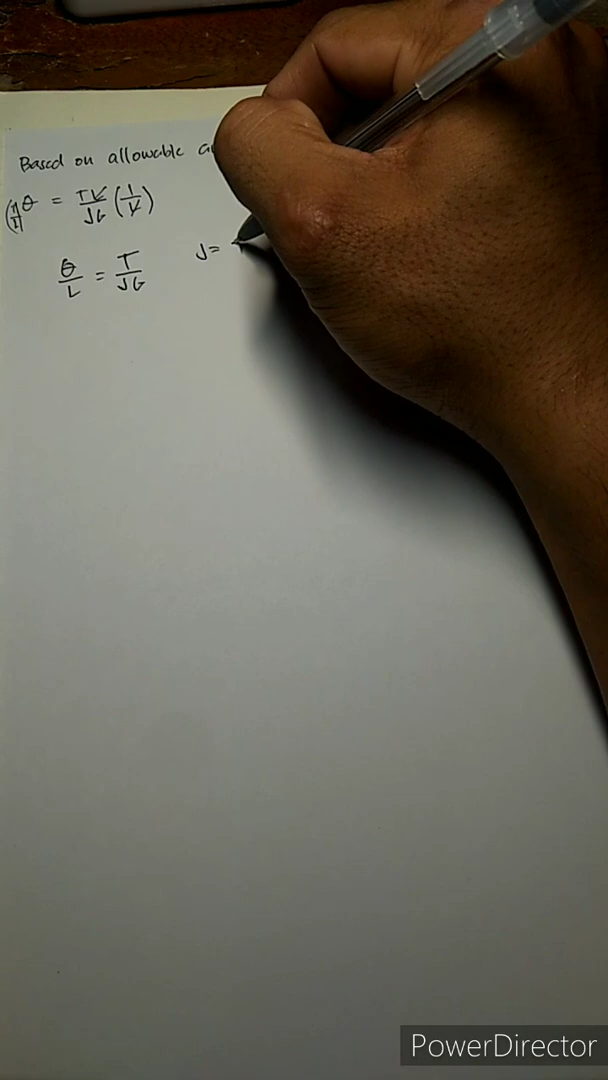 Based on allowable
(1/L) θ = TL/JG (1/L)
θ/L = T/JG J=
PowerDirector